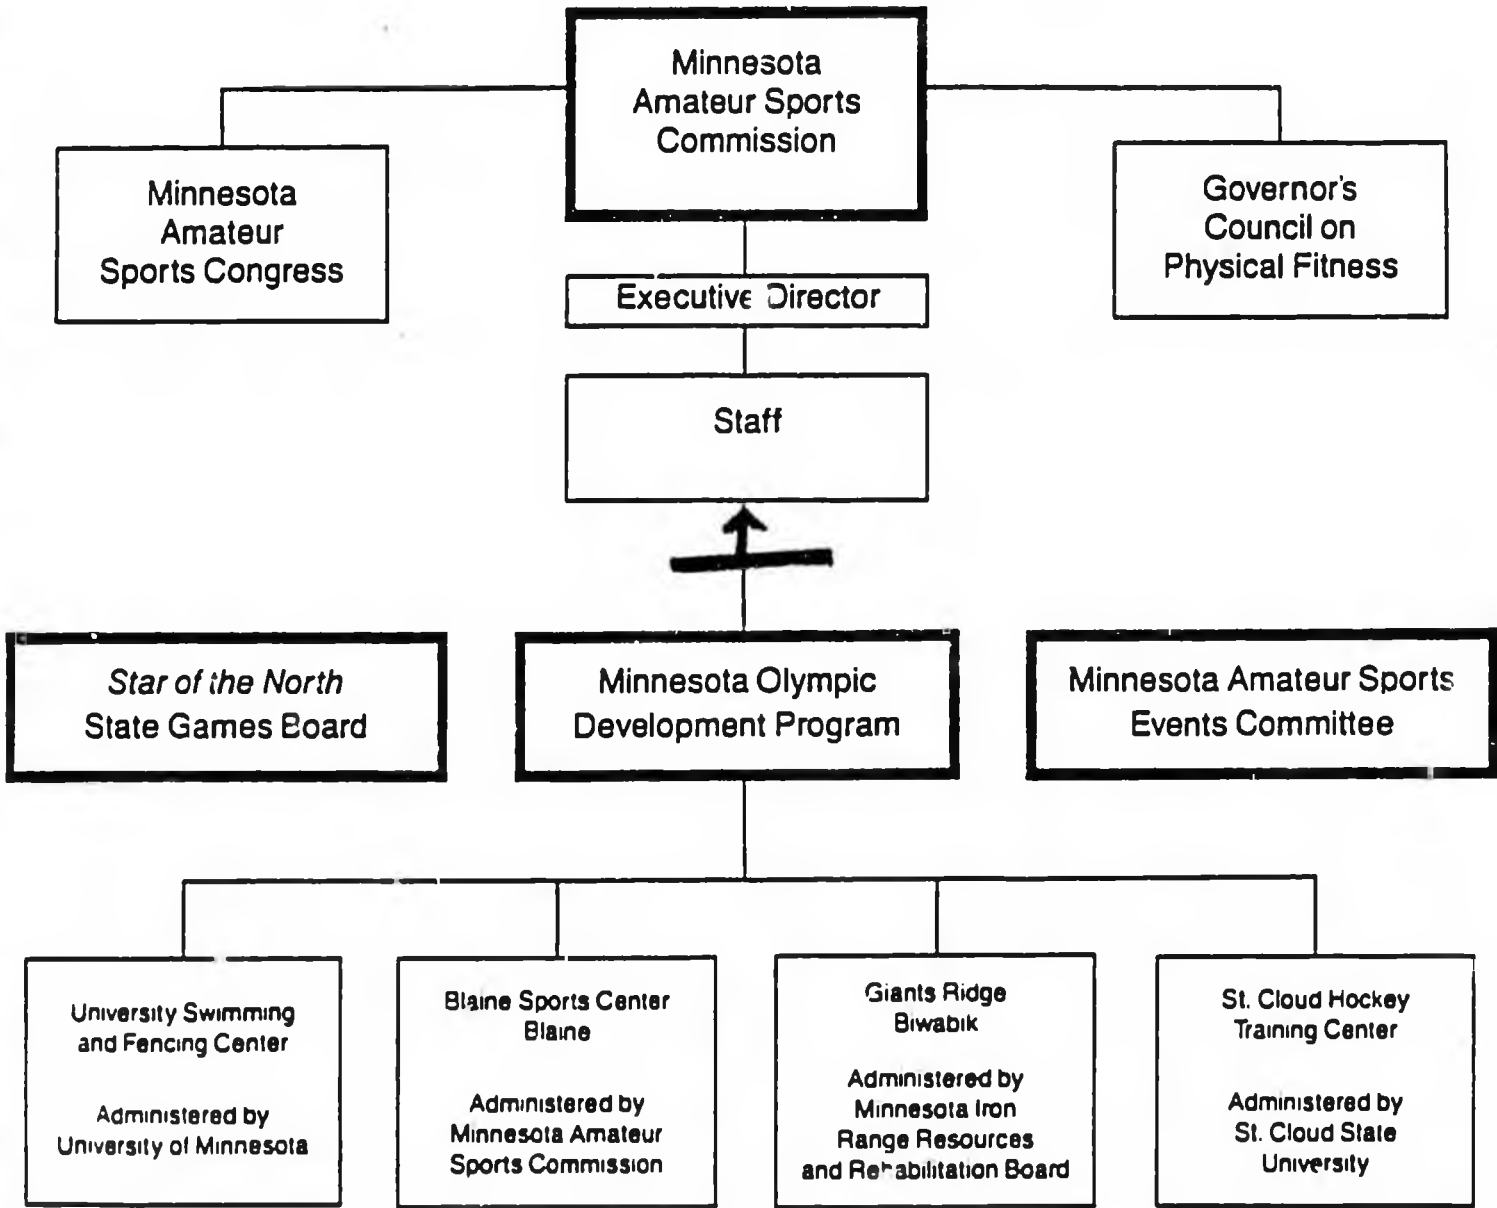 Minnesota
Amateur Sports
Commission
Minnesota
Amateur
Sports Congress
Governor's
Council on
Physical Fitness
Executive Director
Staff
Star of the North
State Games Board
Minnesota Olympic
Development Program
Minnesota Amateur Sports
Events Committee
University Swimming
and Fencing Center
Administered by
University of Minnesota
Blaine Sports Center
Blaine
Administered by
Minnesota Amateur
Sports Commission
Giants Ridge
Biwabik
Administered by
Minnesota Iron
Range Resources
and Rehabilitation Board
St. Cloud Hockey
Training Center
Administered by
St. Cloud State
University